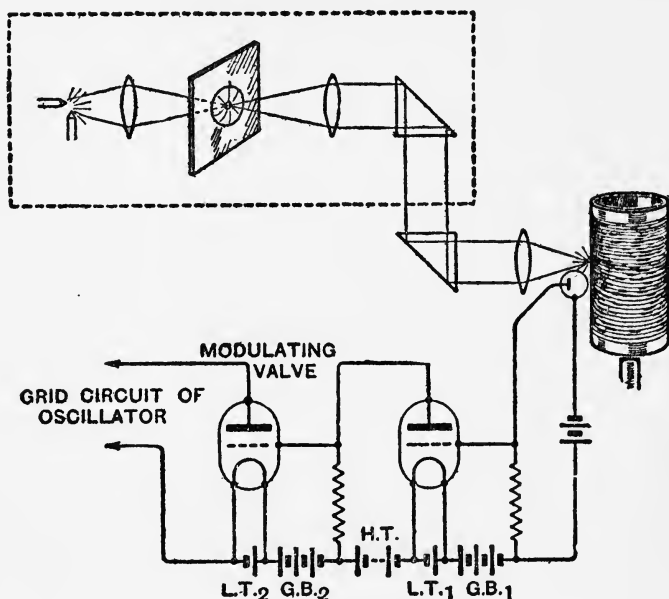 MODULATING
VALVE
GRID CIRCUIT OF
OSCILLATOR
H.T.
L.T.2 G.B.2
L.T.1 G.B.1